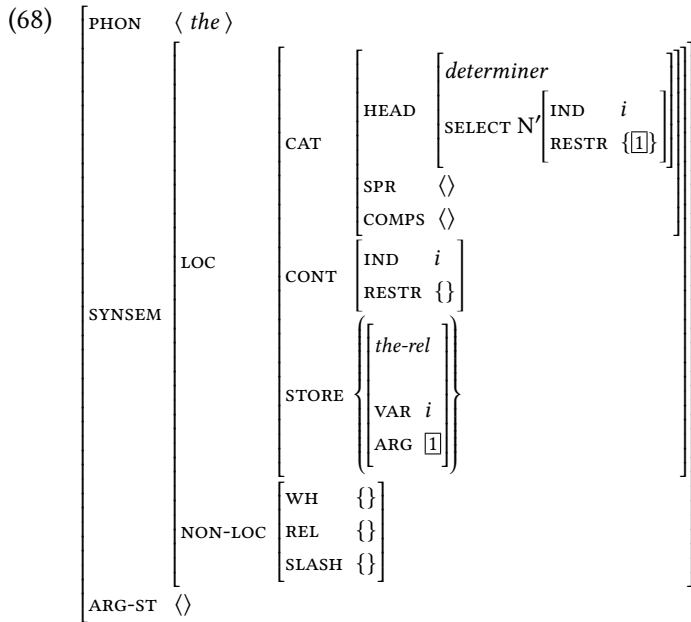 (68)
PHON ⟨ the ⟩
determiner
HEAD
SELECT N′ IND i
RESTR {1}
CAT
SPR ⟨⟩
COMPS ⟨⟩
LOC
CONT IND i
RESTR {}
SYNSEM
the-rel
STORE
VAR i
ARG 1
WH {}
NON-LOC REL {}
SLASH {}
ARG-ST ⟨⟩